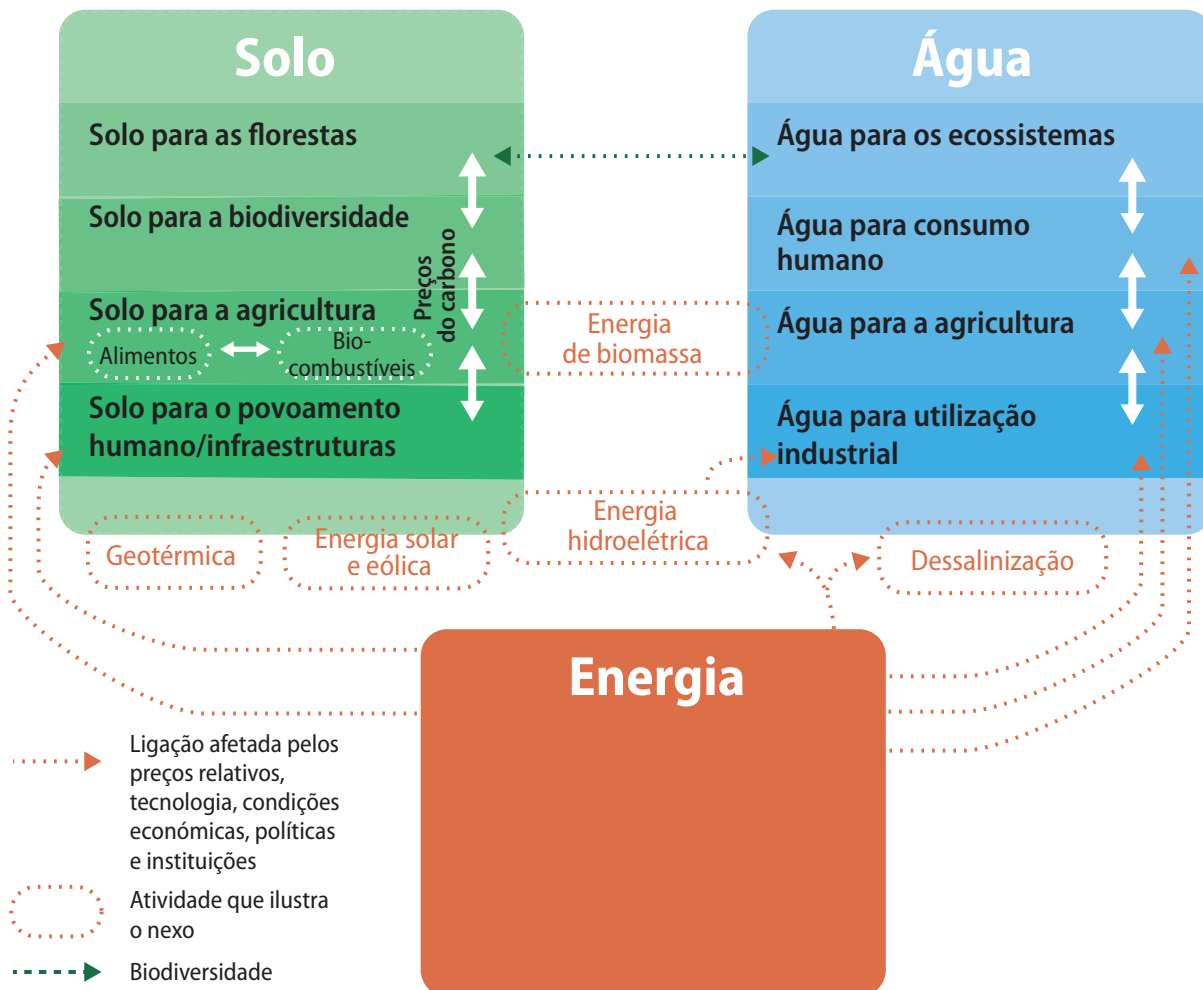 Solo
Solo para as florestas
Solo para a biodiversidade
Preços
do carbono
Solo para a agricultura
Alimentos
Bio-
combustíveis
Solo para o povoamento
humano/infraestruturas
Água
Água para os ecossistemas
Água para consumo
humano
Água para a agricultura
Água para utilização
industrial
Energia
de biomassa
Geotérmica
Energia solar
e eólica
Energia
hidroelétrica
Dessalinização
Energia
Ligação afetada pelos
preços relativos,
tecnologia, condições
económicas, políticas
e instituições
Atividade que ilustra
o nexo
Biodiversidade